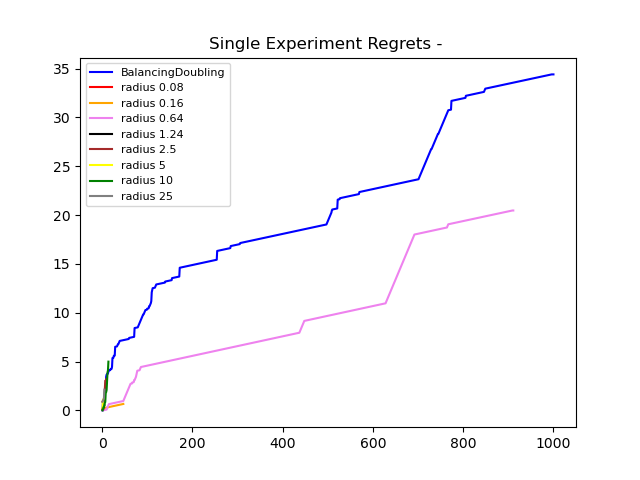 Single Experiment Regrets -
BalancingDoubling
radius 0.08
radius 0.16
radius 0.64
radius 1.24
radius 2.5
radius 5
radius 10
radius 25
35
30
25
20
15
10
5
0
0 200 400 600 800 1000